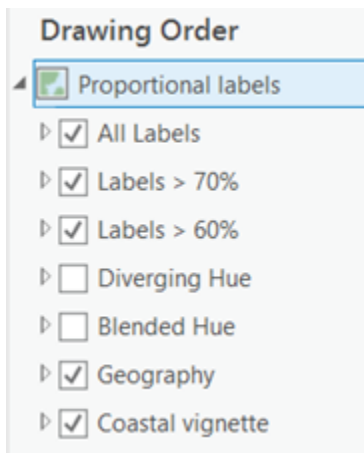 Drawing Order
Proportional labels
All Labels
Labels > 70%
Labels > 60%
Diverging Hue
Blended Hue
Geography
Coastal vignette